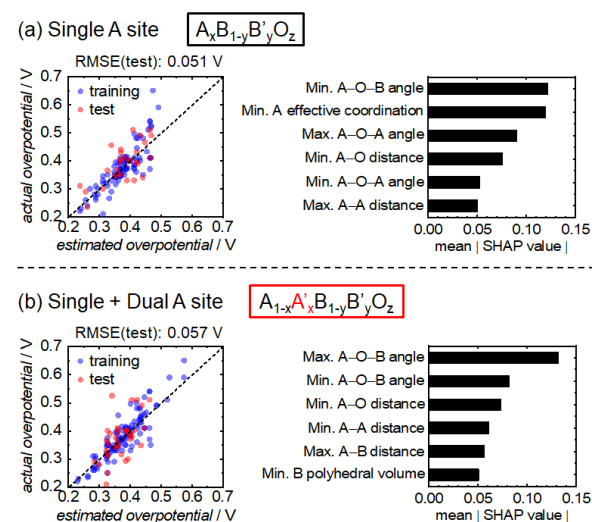 (a) Single A site
AₓB₁₋ᵧB'ᵧO_z
RMSE(test): 0.051 V
actual overpotential / V
0.7
0.6
0.5
0.4
0.3
0.2
training
test
0.2 0.3 0.4 0.5 0.6 0.7
estimated overpotential / V
Min. A–O–B angle
Min. A effective coordination
Max. A–O–A angle
Min. A–O distance
Min. A–O–A angle
Max. A–A distance
0.00 0.05 0.10 0.15
mean | SHAP value |
(b) Single + Dual A site
A₁₋ₓA'ₓB₁₋ᵧB'ᵧO_z
RMSE(test): 0.057 V
actual overpotential / V
0.7
0.6
0.5
0.4
0.3
0.2
training
test
0.2 0.3 0.4 0.5 0.6 0.7
estimated overpotential / V
Max. A–O–B angle
Min. A–O–B angle
Min. A–O distance
Min. A–A distance
Max. A–B distance
Min. B polyhedral volume
0.00 0.05 0.10 0.15
mean | SHAP value |